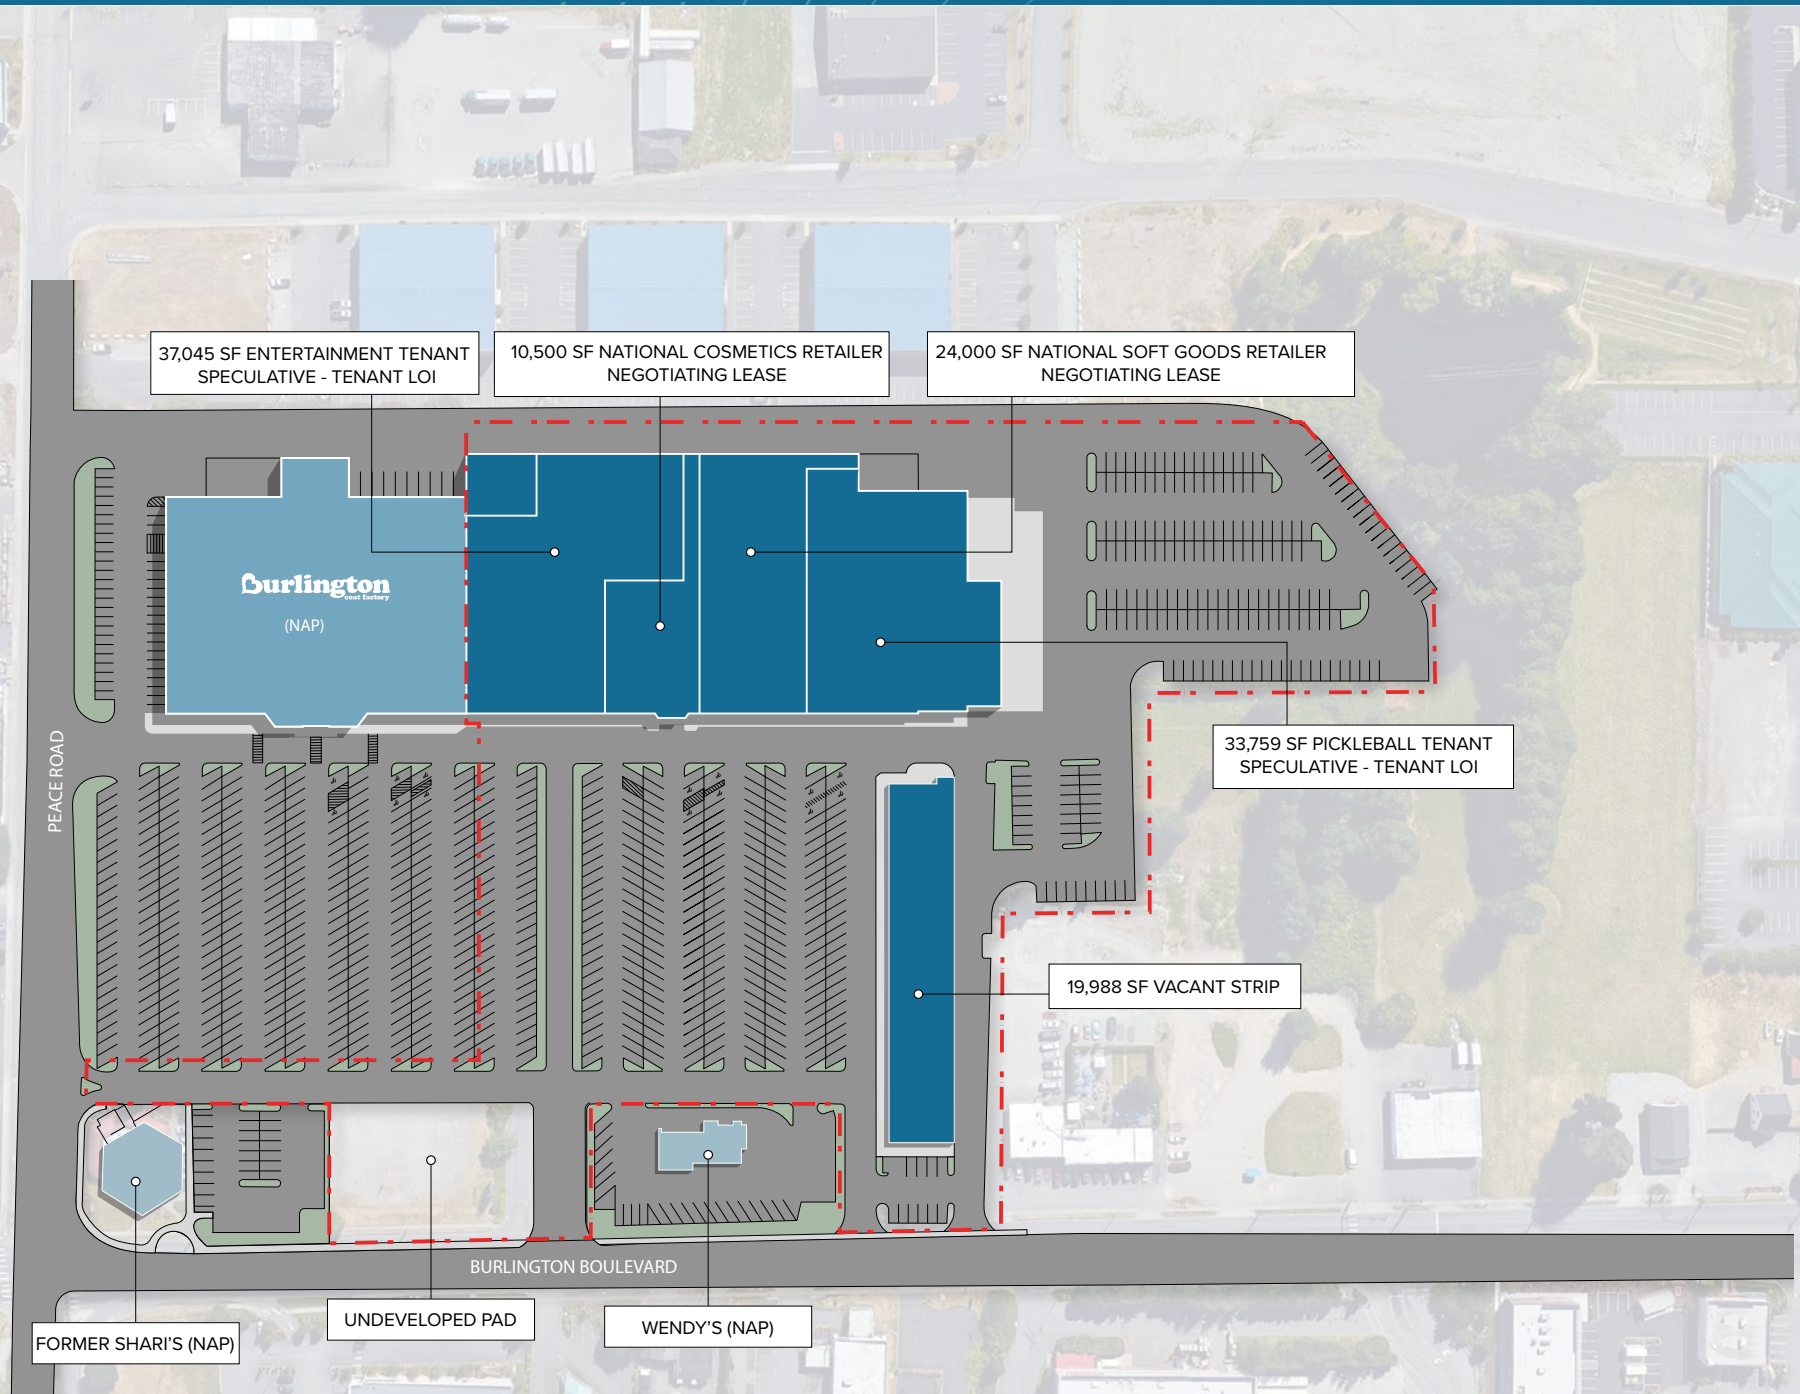 37,045 SF ENTERTAINMENT TENANT
SPECULATIVE - TENANT LOI
10,500 SF NATIONAL COSMETICS RETAILER
NEGOTIATING LEASE
24,000 SF NATIONAL SOFT GOODS RETAILER
NEGOTIATING LEASE
Burlington
coat factory
(NAP)
PEACE ROAD
33,759 SF PICKLEBALL TENANT
SPECULATIVE - TENANT LOI
19,988 SF VACANT STRIP
BURLINGTON BOULEVARD
FORMER SHARI'S (NAP)
UNDEVELOPED PAD
WENDY'S (NAP)